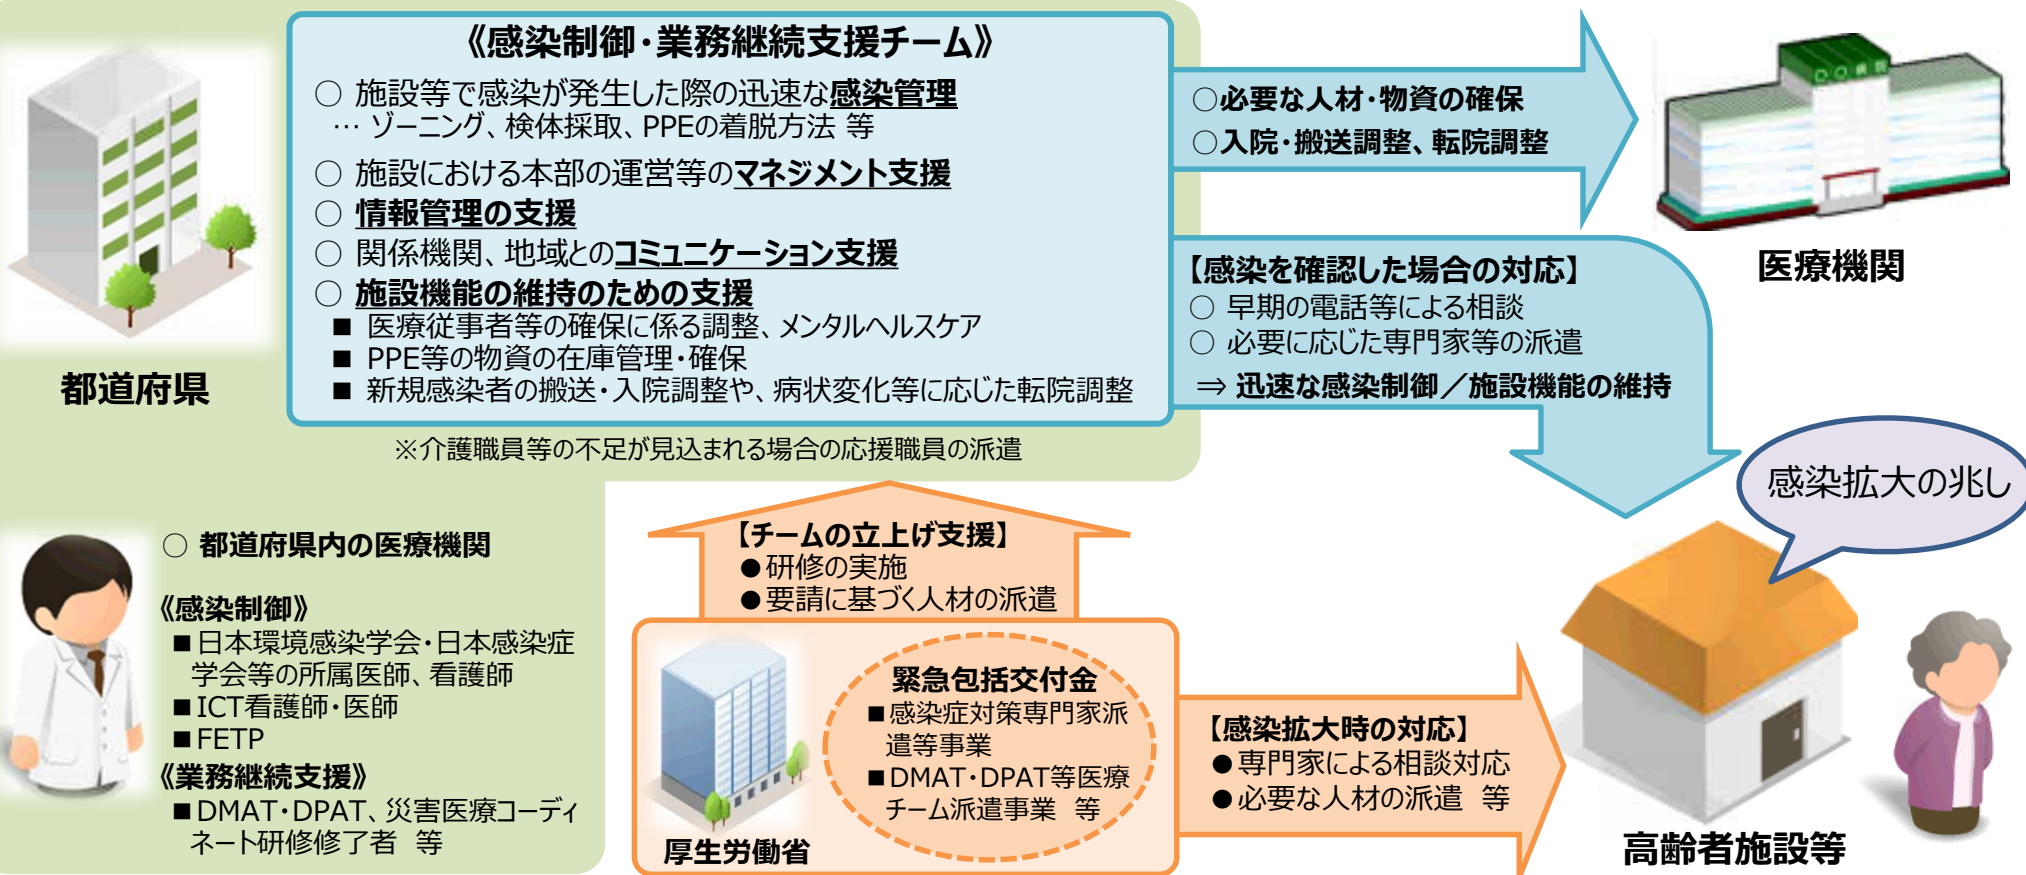 《感染制御・業務継続支援チーム》
○ 施設等で感染が発生した際の迅速な感染管理
… ゾーニング、検体採取、PPEの着脱方法 等
○ 施設における本部の運営等のマネジメント支援
○ 情報管理の支援
○ 関係機関、地域とのコミュニケーション支援
○ 施設機能の維持のための支援
■ 医療従事者等の確保に係る調整、メンタルヘルスケア
■ PPE等の物資の在庫管理・確保
■ 新規感染者の搬送・入院調整や、病状変化等に応じた転院調整
※介護職員等の不足が見込まれる場合の応援職員の派遣
都道府県
○必要な人材・物資の確保
○入院・搬送調整、転院調整
〇〇病院
医療機関
【感染を確認した場合の対応】
○ 早期の電話等による相談
○ 必要に応じた専門家等の派遣
⇒ 迅速な感染制御／施設機能の維持
感染拡大の兆し
○ 都道府県内の医療機関
《感染制御》
■日本環境感染学会・日本感染症
学会等の所属医師、看護師
■ICT看護師・医師
■FETP
《業務継続支援》
■DMAT・DPAT、災害医療コーディ
ネート研修修了者 等
【チームの立上げ支援】
●研修の実施
●要請に基づく人材の派遣
緊急包括交付金
■感染症対策専門家派
遣等事業
■DMAT・DPAT等医療
チーム派遣事業 等
厚生労働省
【感染拡大時の対応】
●専門家による相談対応
●必要な人材の派遣 等
高齢者施設等